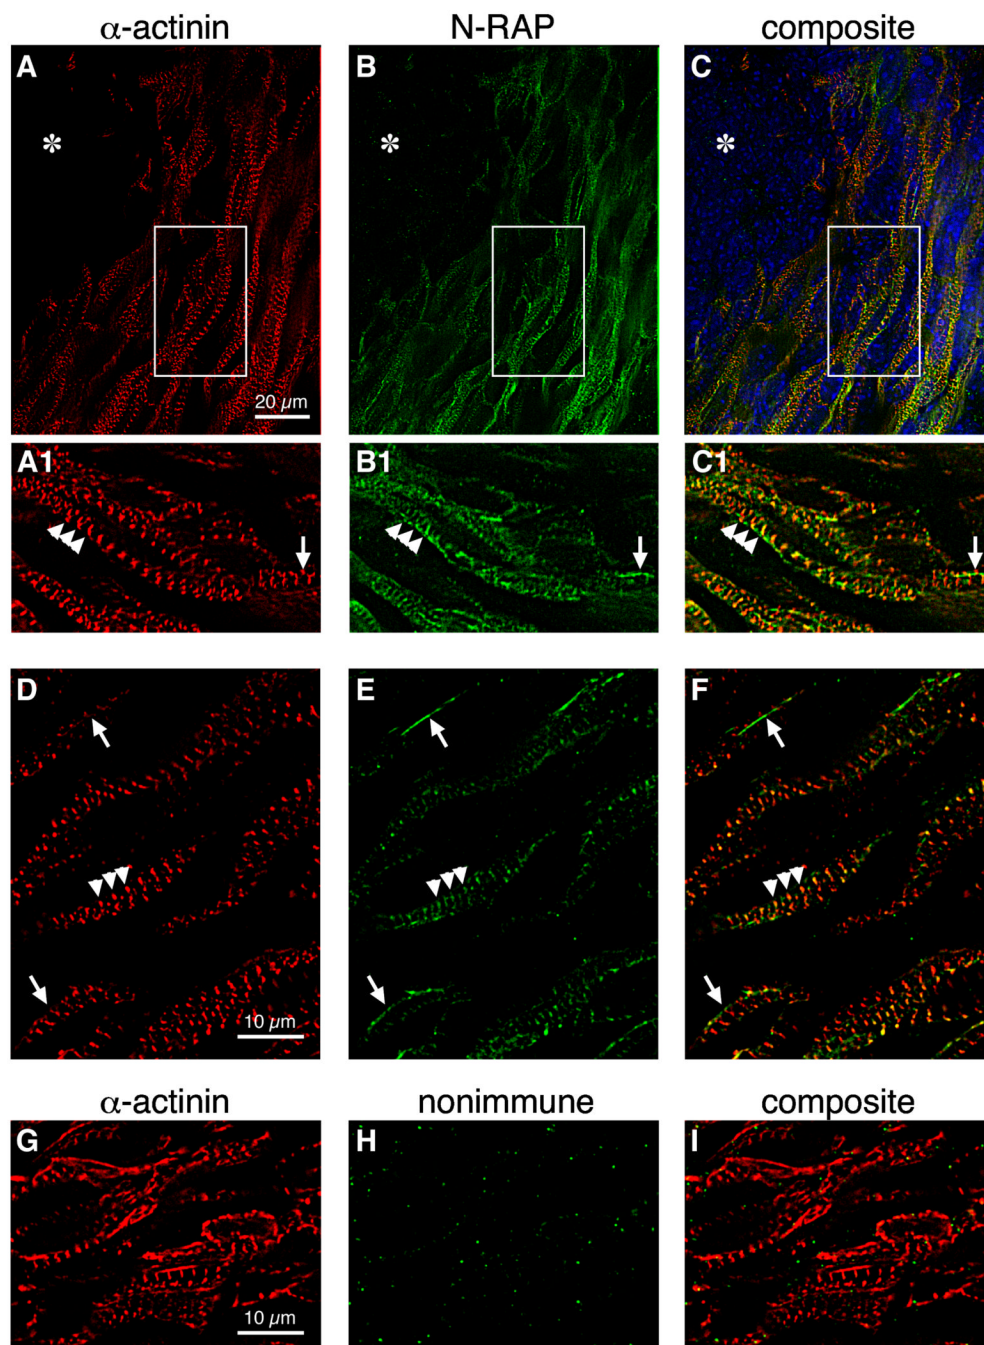 α-actinin N-RAP composite
A B C
* * *
20 µm
A1 B1 C1
D E F
10 µm
α-actinin nonimmune composite
G H I
10 µm